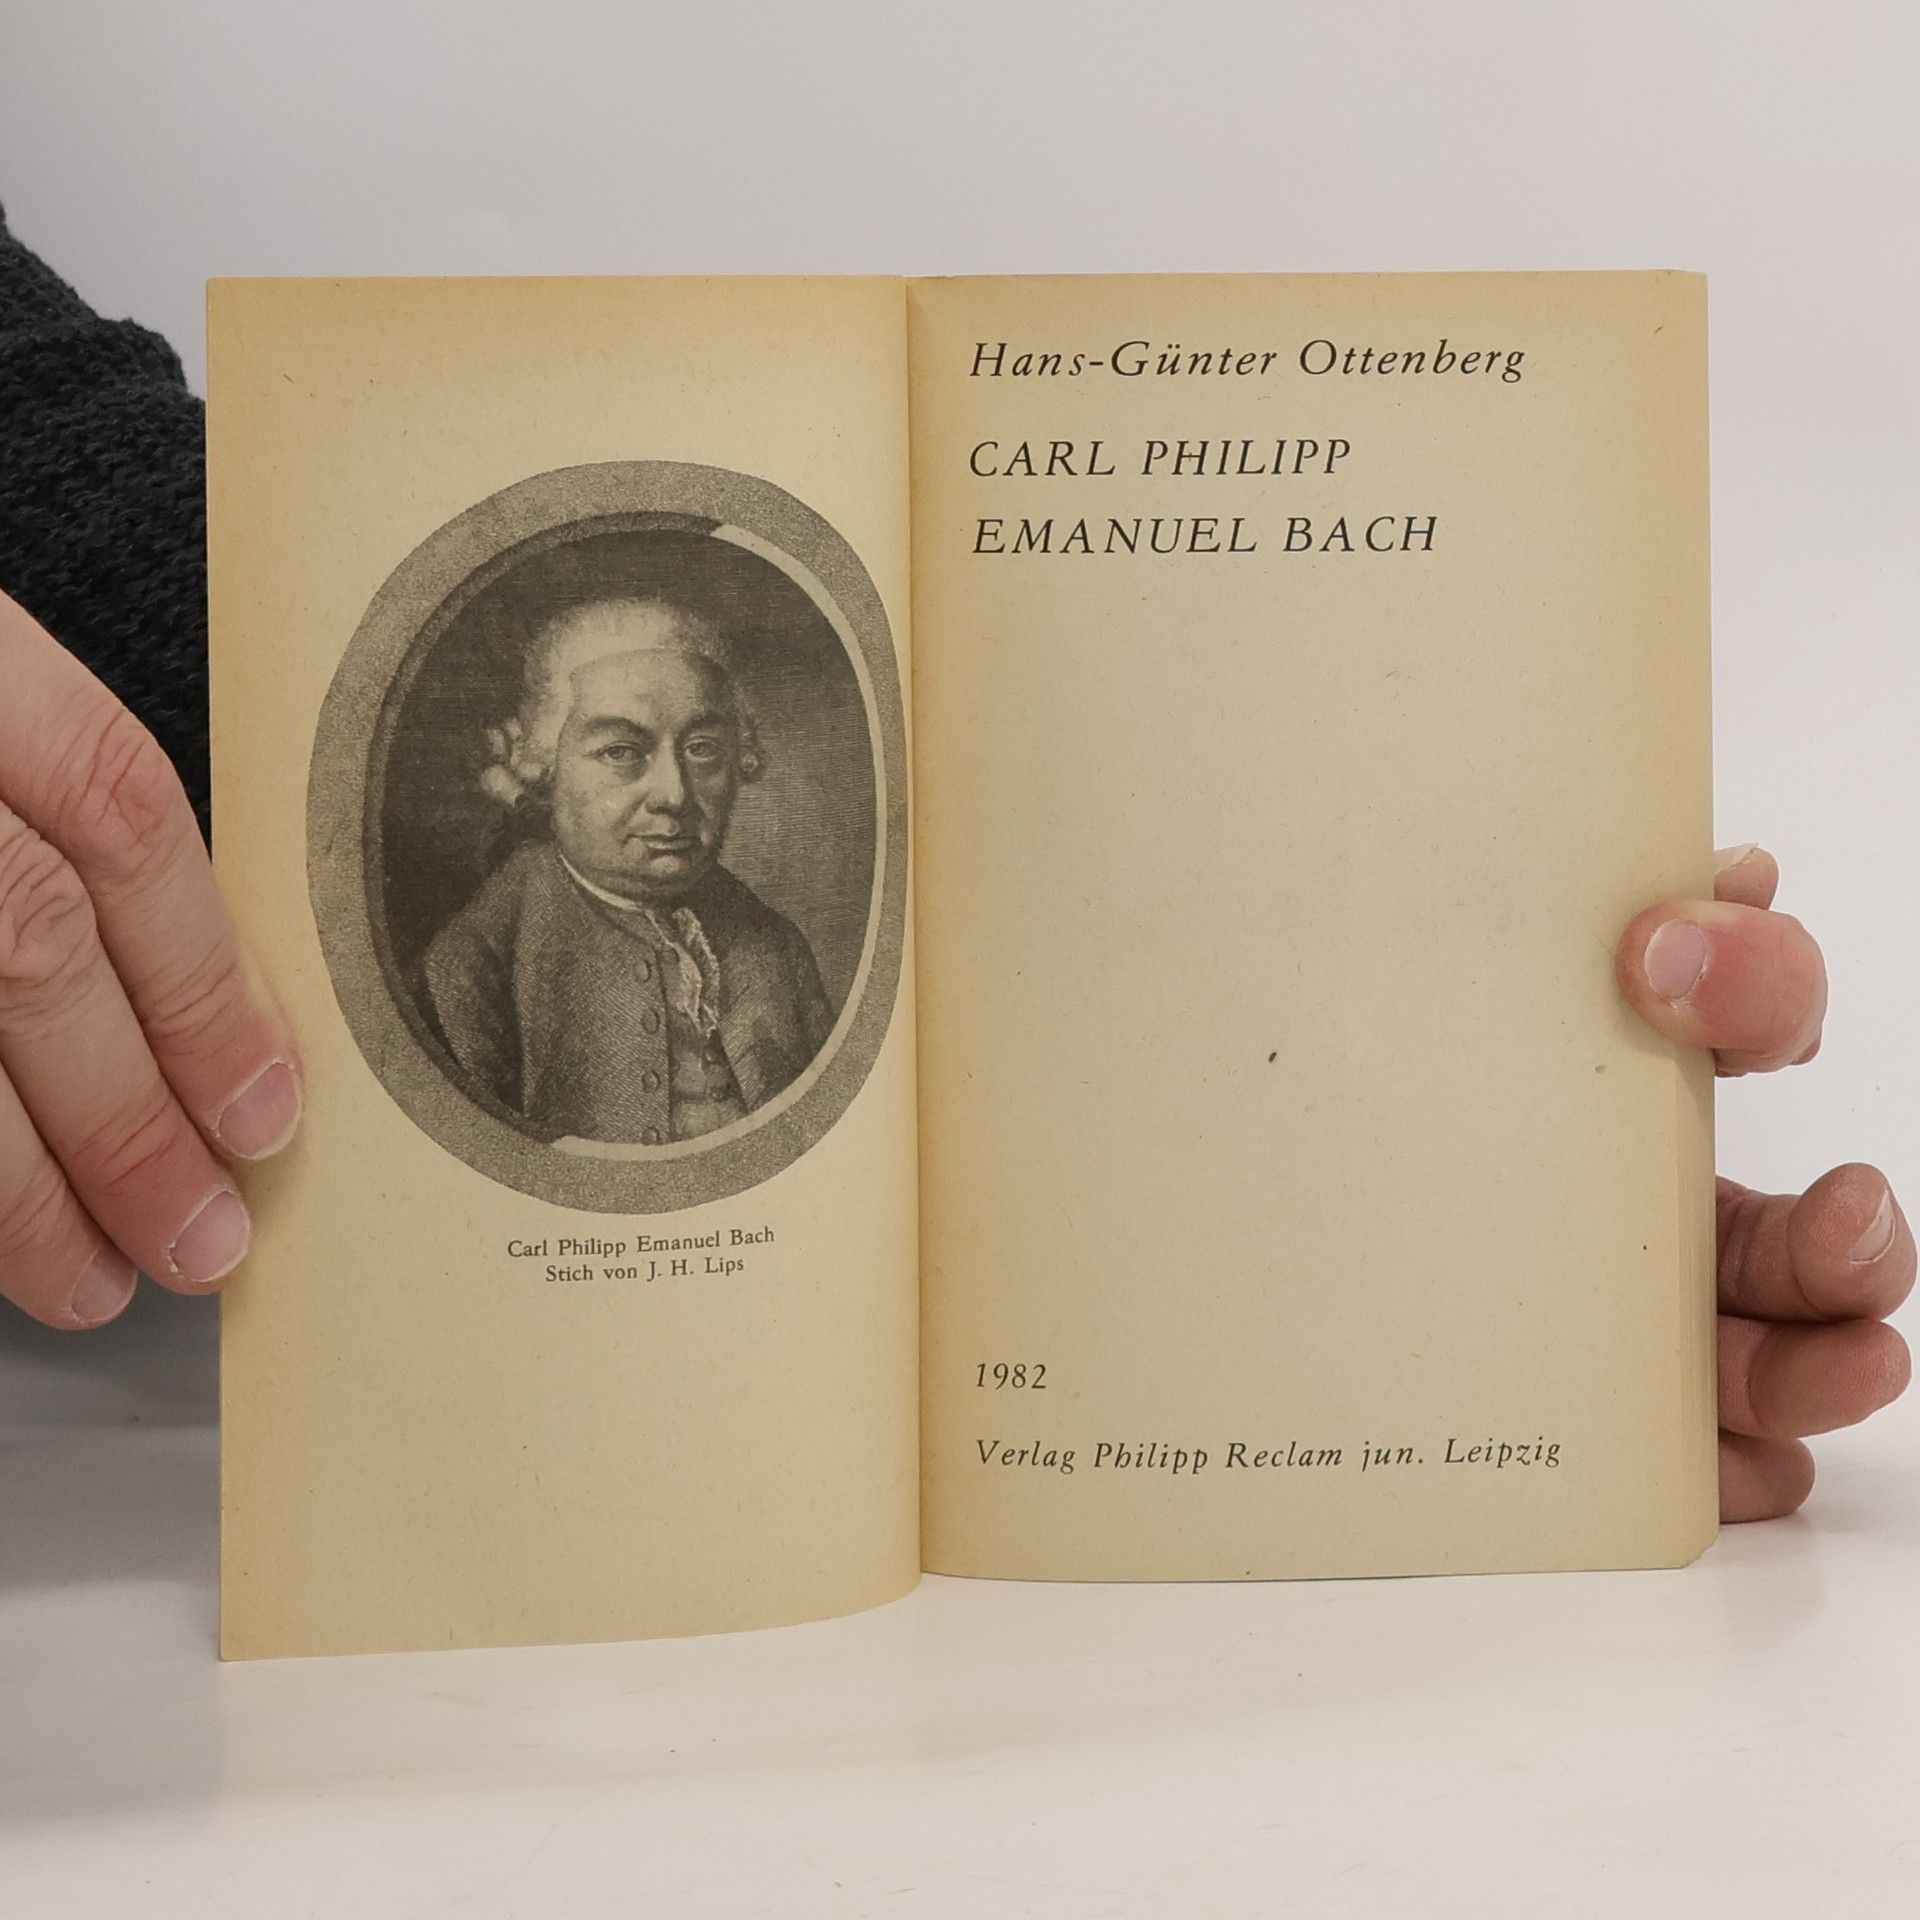 Carl Philipp Emanuel Bach
Stich von J. H. Lips
Hans-Günter Ottenberg
CARL PHILIPP
EMANUEL BACH
1982
Verlag Philipp Reclam jun. Leipzig